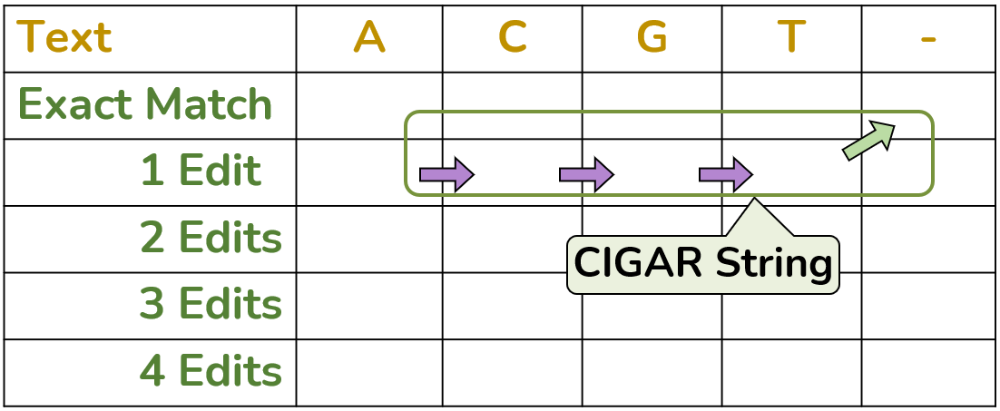 Text A C G T -
Exact Match
1 Edit
2 Edits
CIGAR String
3 Edits
4 Edits